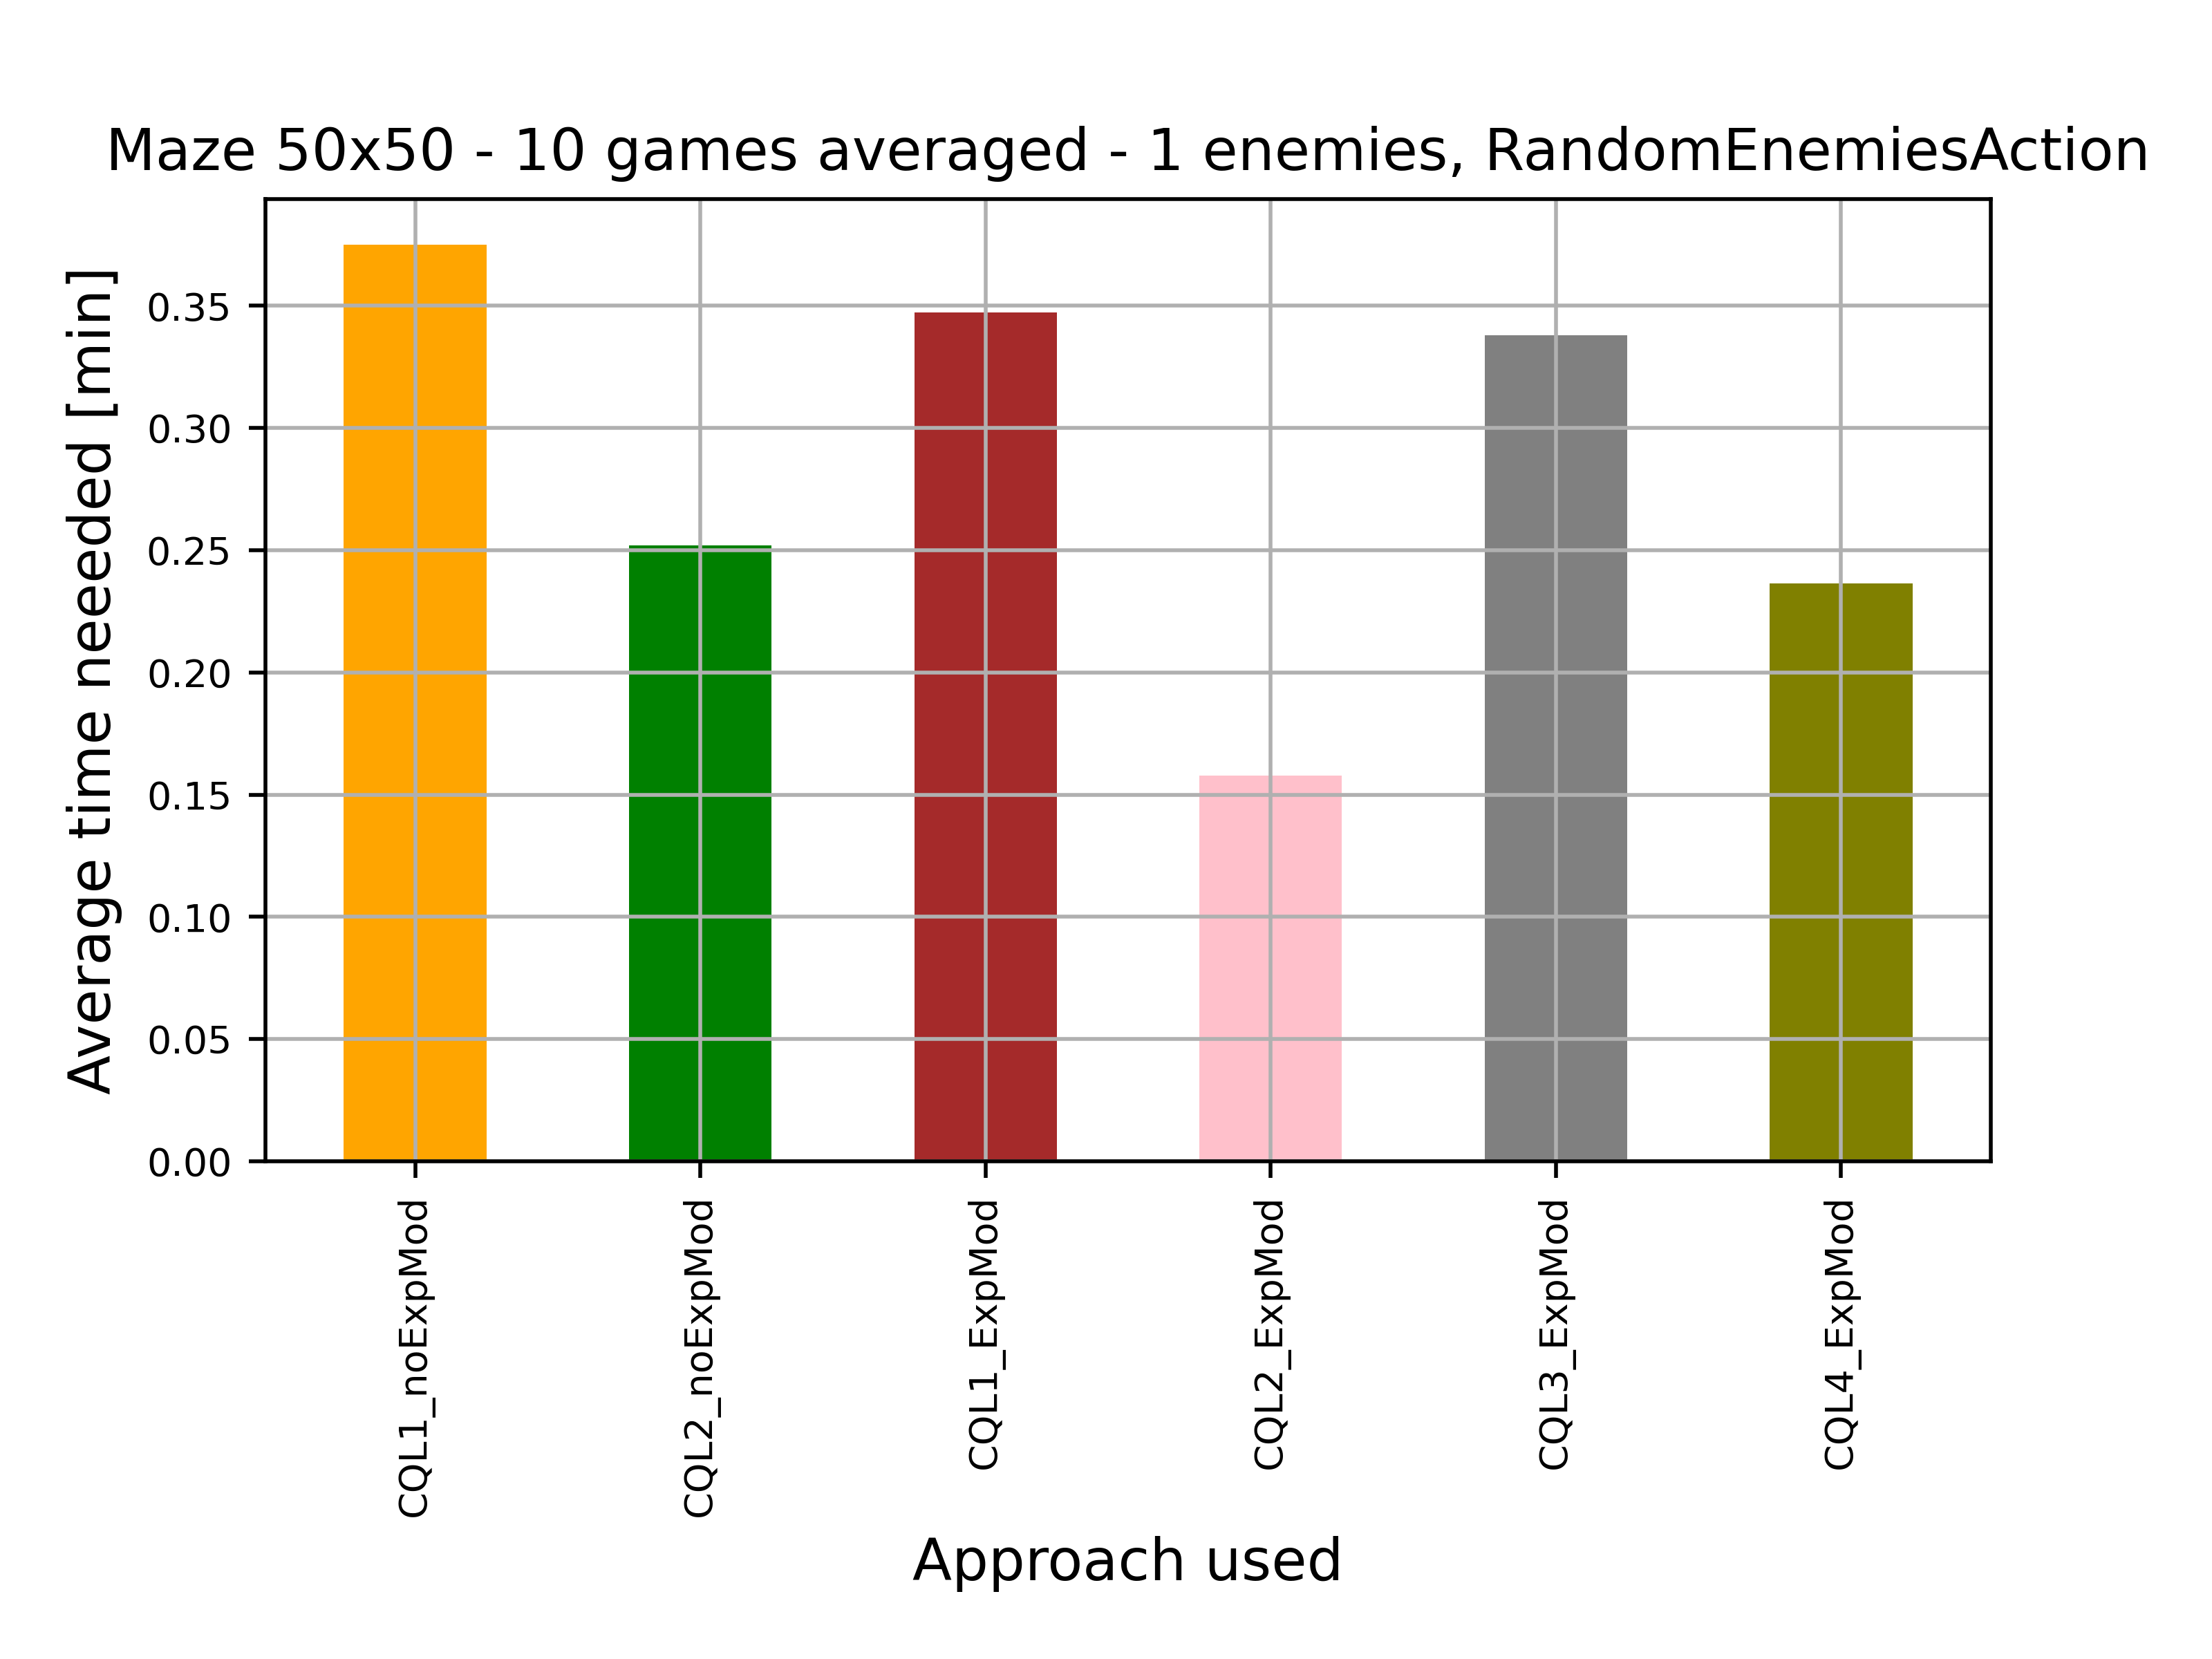 Maze 50x50 - 10 games averaged - 1 enemies, RandomEnemiesAction
Average time needed [min]
0.35
0.30
0.25
0.20
0.15
0.10
0.05
0.00
CQL1_noExpMod
CQL2_noExpMod
CQL1_ExpMod
CQL2_ExpMod
CQL3_ExpMod
CQL4_ExpMod
Approach used